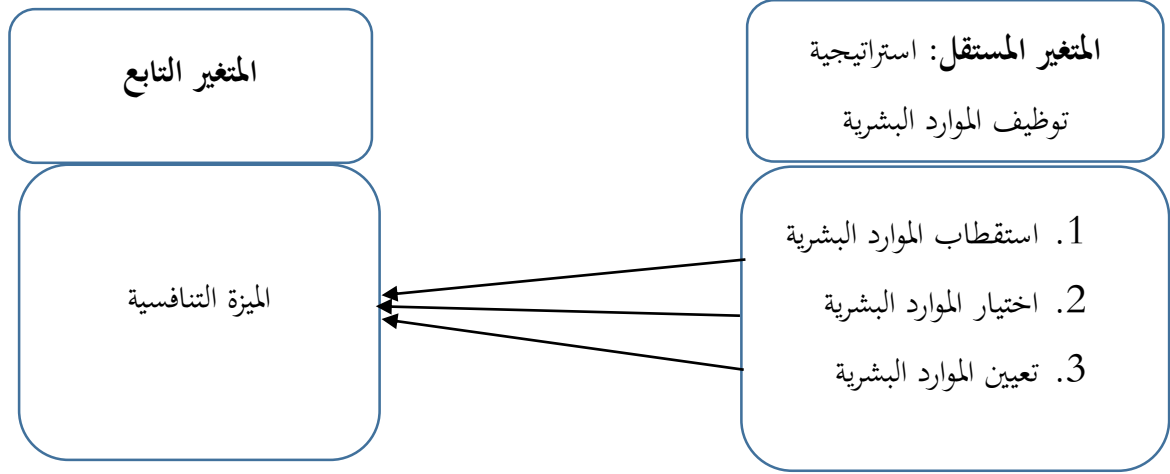 المتغير المستقل: استراتيجية
توظيف الموارد البشرية
1. استقطاب الموارد البشرية
2. اختيار الموارد البشرية
3. تعيين الموارد البشرية
المتغير التابع
الميزة التنافسية